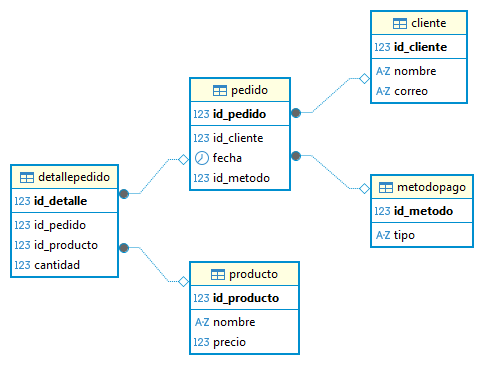 cliente
123 id_cliente
A-Z nombre
A-Z correo
pedido
123 id_pedido
123 id_cliente
fecha
123 id_metodo
detallepedido
123 id_detalle
123 id_pedido
123 id_producto
123 cantidad
metodopago
123 id_metodo
A-Z tipo
producto
123 id_producto
A-Z nombre
123 precio